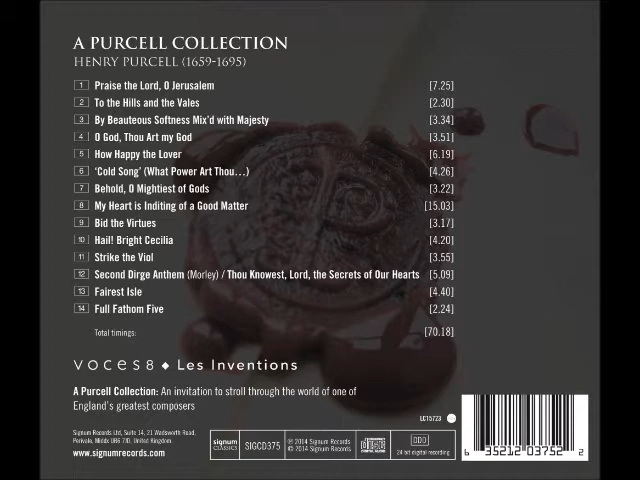 A PURCELL COLLECTION
HENRY PURCELL (1659-1695)
1 Praise the Lord, O Jerusalem [7.25]
2 To the Hills and the Vales [2.30]
3 By Beauteous Softness Mix'd with Majesty [3.34]
4 O God, Thou Art my God [3.51]
5 How Happy the Lover [6.19]
6 ‘Cold Song’ (What Power Art Thou…) [4.26]
7 Behold, O Mightiest of Gods [3.22]
8 My Heart is Inditing of a Good Matter [15.03]
9 Bid the Virtues [3.17]
10 Hail! Bright Cecilia [4.20]
11 Strike the Viol [3.55]
12 Second Dirge Anthem (Morley) / Thou Knowest, Lord, the Secrets of Our Hearts [5.09]
13 Fairest Isle [4.40]
14 Full Fathom Five [2.24]
Total timings: [70.18]
VOCES8 ◆ Les Inventions
A Purcell Collection: An invitation to stroll through the world of one of
England's greatest composers
LC15723
Signum Records Ltd, Suite 14, 21 Wadsworth Road,
Perivale, Middx UB6 7JD, United Kingdom.
www.signumrecords.com
signum
CLASSICS
SIGCD375
℗ 2014 Signum Records
© 2014 Signum Records
COMPACT
disc
DIGITAL AUDIO
DDD
24 bit digital recording
6 35212 03752 2